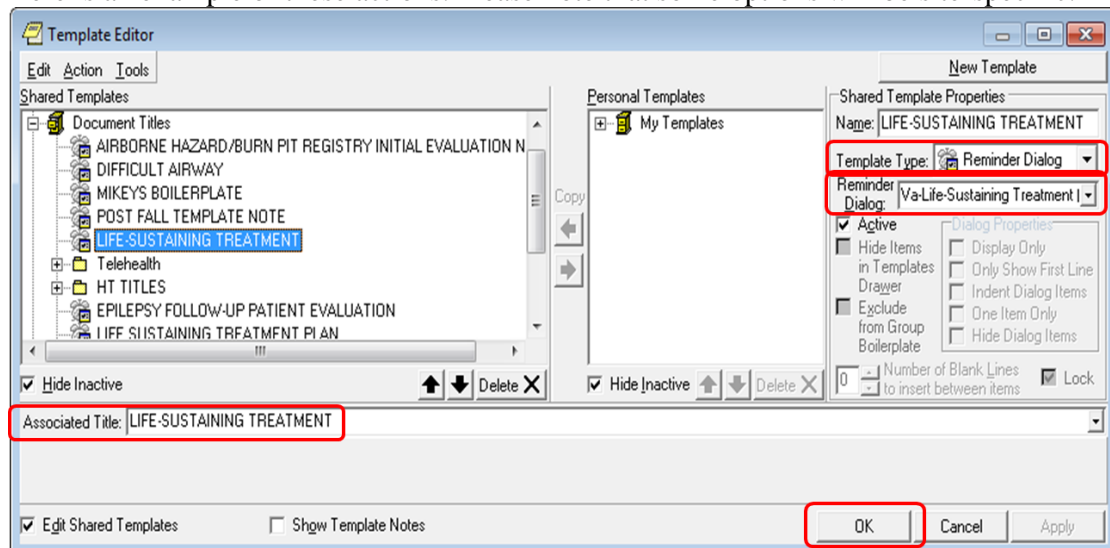 Template Editor
Edit Action Tools
New Template
Shared Templates
Document Titles
AIRBORNE HAZARD/BURN PIT REGISTRY INITIAL EVALUATION N
DIFFICULT AIRWAY
MIKEYS BOILERPLATE
POST FALL TEMPLATE NOTE
LIFE-SUSTAINING TREATMENT
Telehealth
HT TITLES
EPILEPSY FOLLOW-UP PATIENT EVALUATION
LIFE SUSTAINING TREATMENT PLAN
Hide Inactive
Delete
Copy
Personal Templates
My Templates
Hide Inactive
Delete
Shared Template Properties
Name: LIFE-SUSTAINING TREATMENT
Template Type: Reminder Dialog
Reminder
Dialog: Va-Life-Sustaining Treatment
Active
Hide Items
in Templates
Drawer
Exclude
from Group
Boilerplate
Dialog Properties
Display Only
Only Show First Line
Indent Dialog Items
One Item Only
Hide Dialog Items
0 Number of Blank Lines
to insert between items
Lock
Associated Title: LIFE-SUSTAINING TREATMENT
Edit Shared Templates
Show Template Notes
OK
Cancel
Apply